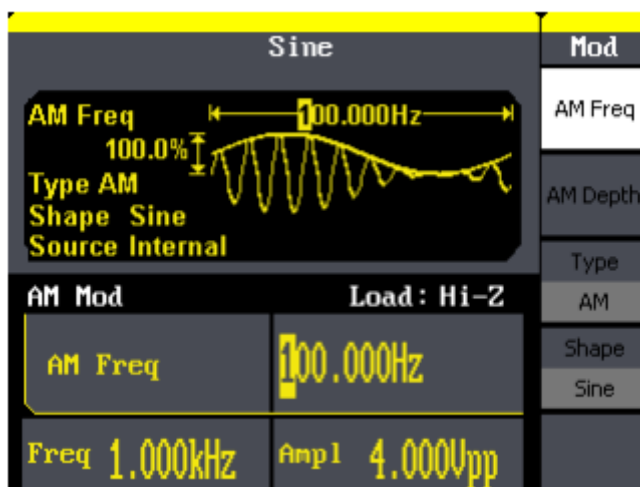 Sine
Mod
AM Freq
100.000Hz
100.0%
Type AM
Shape Sine
Source Internal
AM Mod
Load: Hi-Z
AM Freq
100.000Hz
Freq 1.000kHz
Ampl 4.000Vpp
AM Freq
AM Depth
Type
AM
Shape
Sine